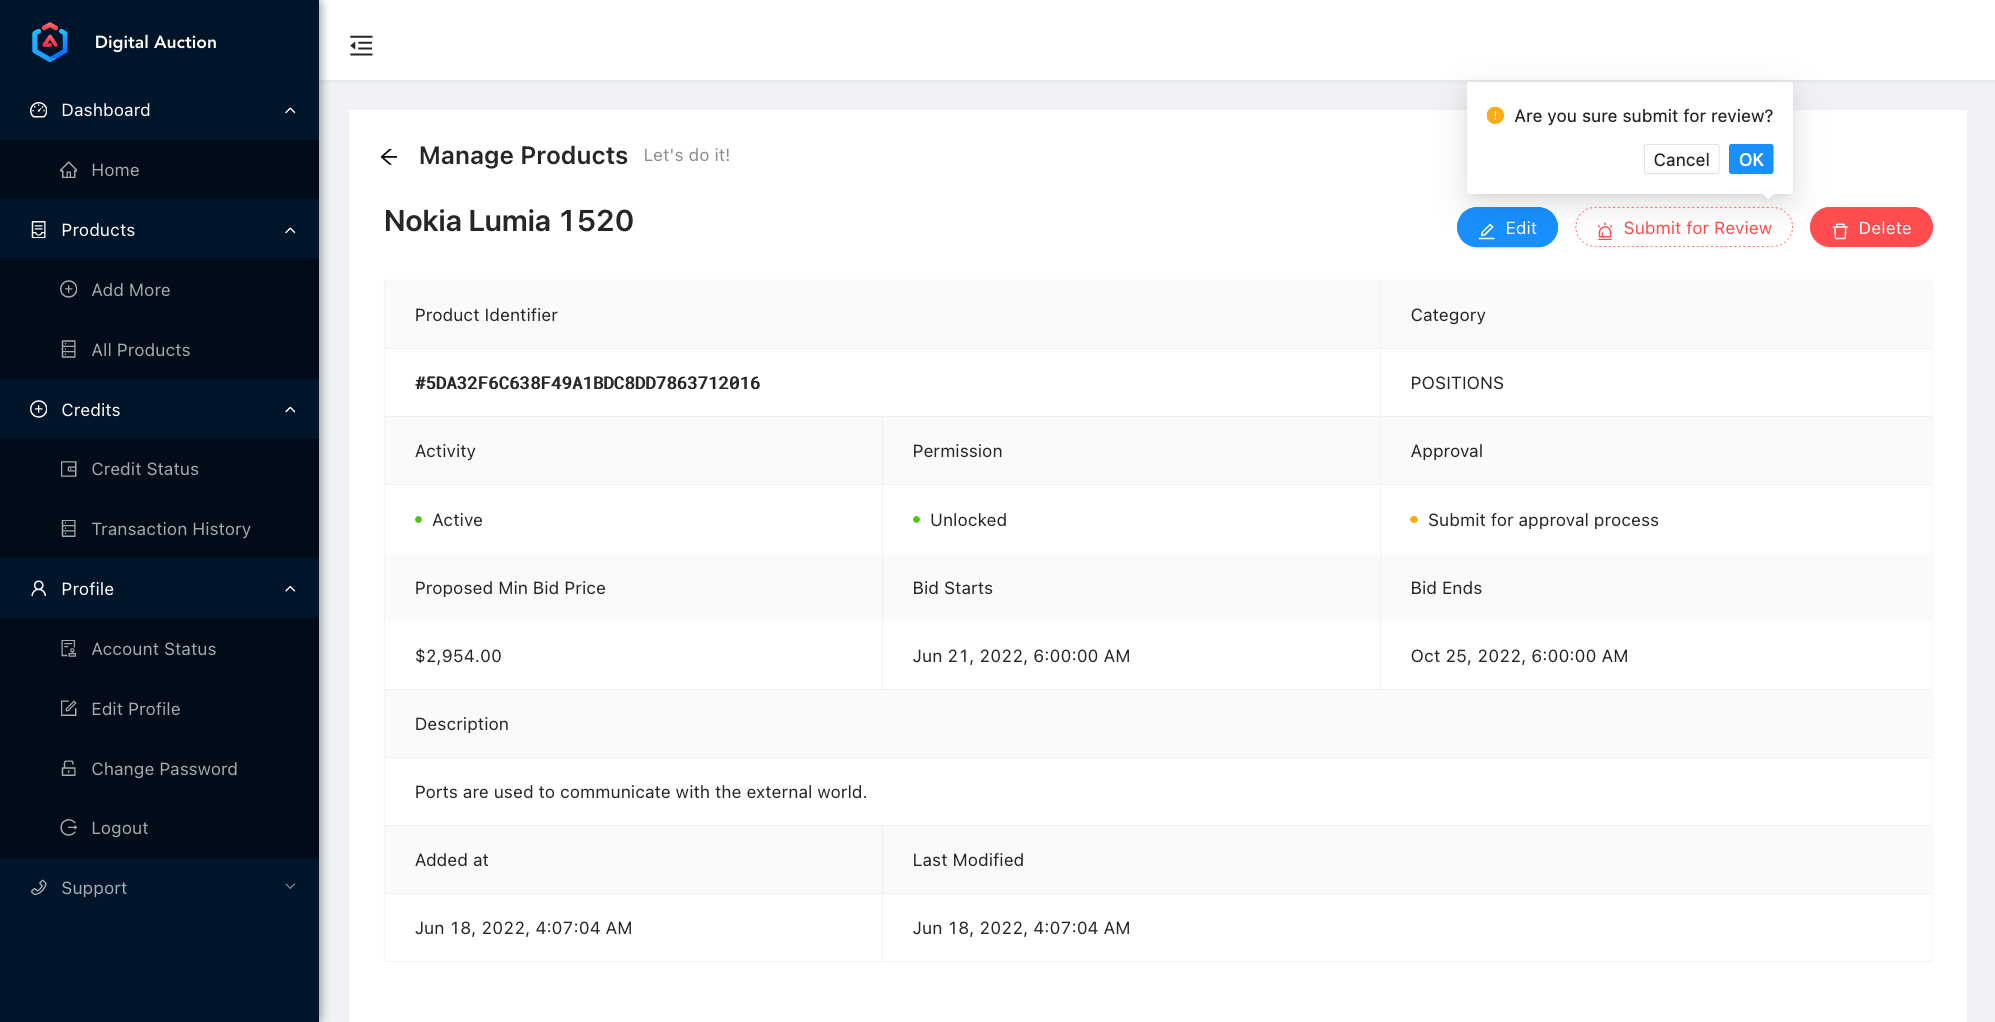 Digital Auction
Dashboard
Home
Products
Add More
All Products
Credits
Credit Status
Transaction History
Profile
Account Status
Edit Profile
Change Password
Logout
Support
Are you sure submit for review?
Cancel OK
Manage Products Let's do it!
Nokia Lumia 1520
Edit Submit for Review Delete
Product Identifier Category
#5DA32F6C638F49A1BDC8DD7863712016 POSITIONS
Activity Permission Approval
Active Unlocked Submit for approval process
Proposed Min Bid Price Bid Starts Bid Ends
$2,954.00 Jun 21, 2022, 6:00:00 AM Oct 25, 2022, 6:00:00 AM
Description
Ports are used to communicate with the external world.
Added at Last Modified
Jun 18, 2022, 4:07:04 AM Jun 18, 2022, 4:07:04 AM